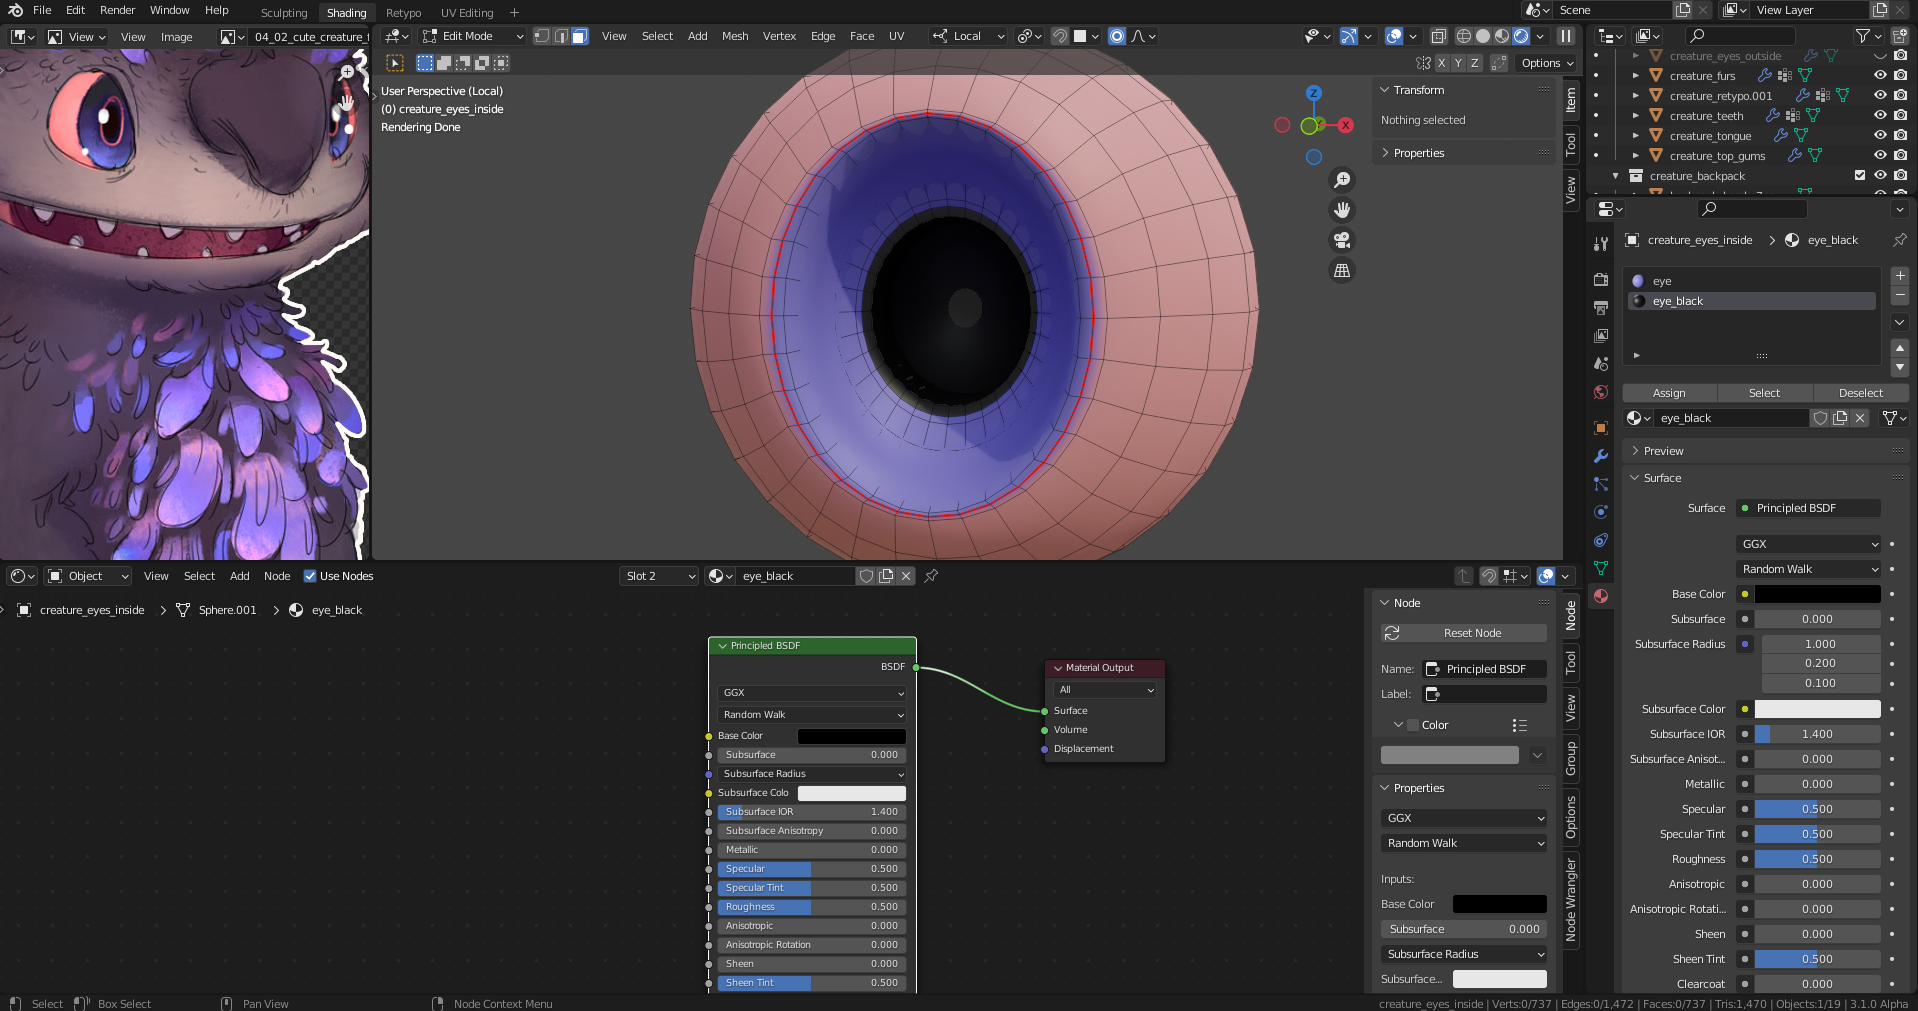 File Edit Render Window Help
Sculpting Shading Retypo UV Editing +
Scene
View Layer
View View Image
04_02_cute_creature_f
Edit Mode View Select Add Mesh Vertex Edge Face UV Local
X Y Z Options
User Perspective (Local)
(0) creature_eyes_inside
Rendering Done
Transform
Nothing selected
Properties
Item
Tool
View
Z
X
creature_eyes_outside
creature_furs
creature_retypo.001
creature_teeth
creature_tongue
creature_top_gums
creature_backpack
creature_eyes_inside > eye_black
eye
eye_black
Assign Select Deselect
eye_black
Preview
Surface
Surface Principled BSDF
GGX
Random Walk
Base Color
Subsurface 0.000
Subsurface Radius 1.000
0.200
0.100
Subsurface Color
Subsurface IOR 1.400
Subsurface Anisot... 0.000
Metallic 0.000
Specular 0.500
Specular Tint 0.500
Roughness 0.500
Anisotropic 0.000
Anisotropic Rotati... 0.000
Sheen 0.000
Sheen Tint 0.500
Clearcoat 0.000
Object View Select Add Node Use Nodes
Slot 2 eye_black
creature_eyes_inside > Sphere.001 > eye_black
Principled BSDF
BSDF
GGX
Random Walk
Base Color
Subsurface 0.000
Subsurface Radius
Subsurface Colo
Subsurface IOR 1.400
Subsurface Anisotropy 0.000
Metallic 0.000
Specular 0.500
Specular Tint 0.500
Roughness 0.500
Anisotropic 0.000
Anisotropic Rotation 0.000
Sheen 0.000
Sheen Tint 0.500
Material Output
All
Surface
Volume
Displacement
Node
Reset Node
Name: Principled BSDF
Label:
Color
Properties
GGX
Random Walk
Inputs:
Base Color
Subsurface 0.000
Subsurface Radius
Subsurface...
Node
Tool
View
Group
Options
Node Wrangler
Select Box Select Pan View Node Context Menu
creature_eyes_inside | Verts:0/737 | Edges:0/1,472 | Faces:0/737 | Tris:1,470 | Objects:1/19 | 3.1.0 Alpha